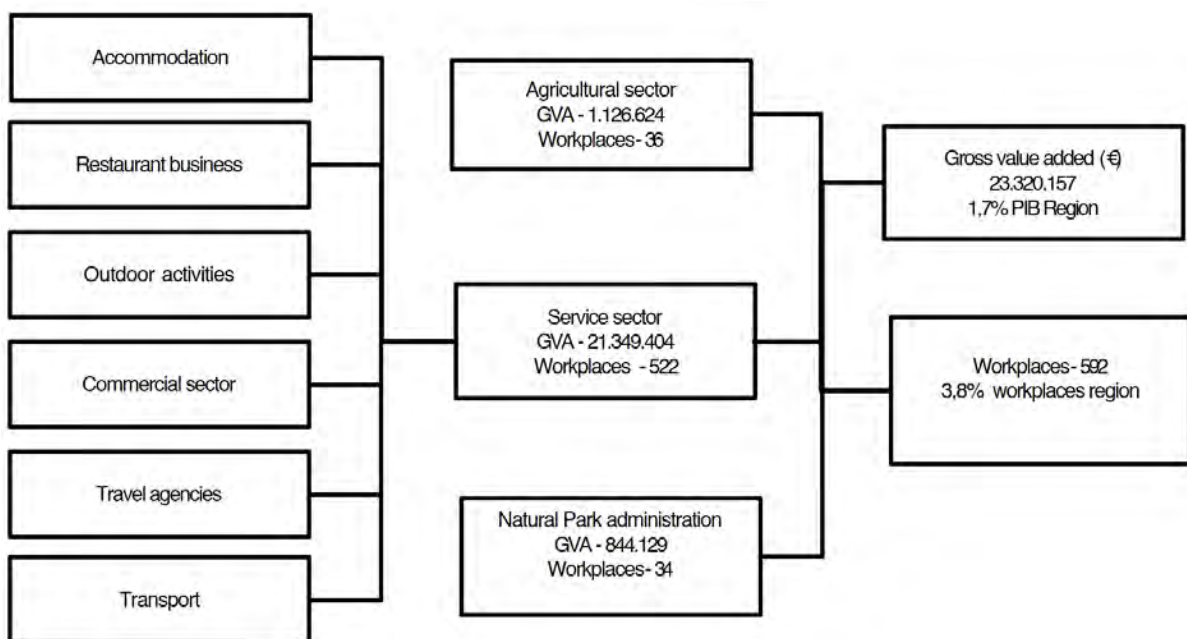 Accommodation
Restaurant business
Outdoor activities
Commercial sector
Travel agencies
Transport
Agricultural sector
GVA - 1.126.624
Workplaces- 36
Service sector
GVA - 21.349.404
Workplaces - 522
Natural Park administration
GVA - 844.129
Workplaces- 34
Gross value added (€)
23.320.157
1,7% PIB Region
Workplaces- 592
3,8% workplaces region